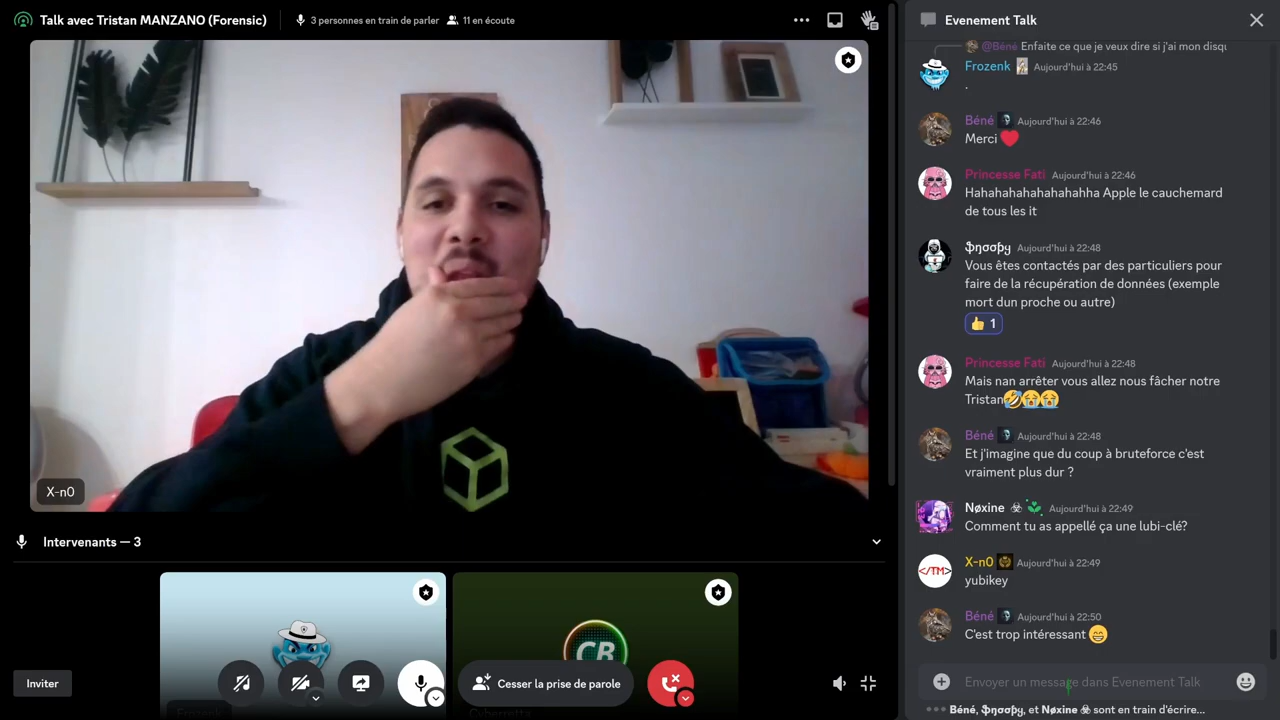 Talk avec Tristan MANZANO (Forensic)
3 personnes en train de parler
11 en écoute
X-n0
Intervenants — 3
CB
Inviter
Cesser la prise de parole
Evenement Talk
@Béné Enfaite ce que je veux dire si j'ai mon disqu
Frozenk Aujourd'hui à 22:45
.
Béné Aujourd'hui à 22:46
Merci ❤️
Princesse Fati Aujourd'hui à 22:46
Hahahahahahahahha Apple le cauchemard
de tous les it
Aujourd'hui à 22:48
Vous êtes contactés par des particuliers pour
faire de la récupération de données (exemple
mort dun proche ou autre)
👍 1
Princesse Fati Aujourd'hui à 22:48
Mais nan arrêter vous allez nous fâcher notre
Tristan🤣😭😭
Béné Aujourd'hui à 22:48
Et j'imagine que du coup à bruteforce c'est
vraiment plus dur ?
Nøxine ☣ Aujourd'hui à 22:49
Comment tu as appellé ça une lubi-clé?
</TM>
X-n0 Aujourd'hui à 22:49
yubikey
Béné Aujourd'hui à 22:50
C'est trop intéressant 😁
Envoyer un message dans Evenement Talk
Béné, et Nøxine ☣ sont en train d'écrire...